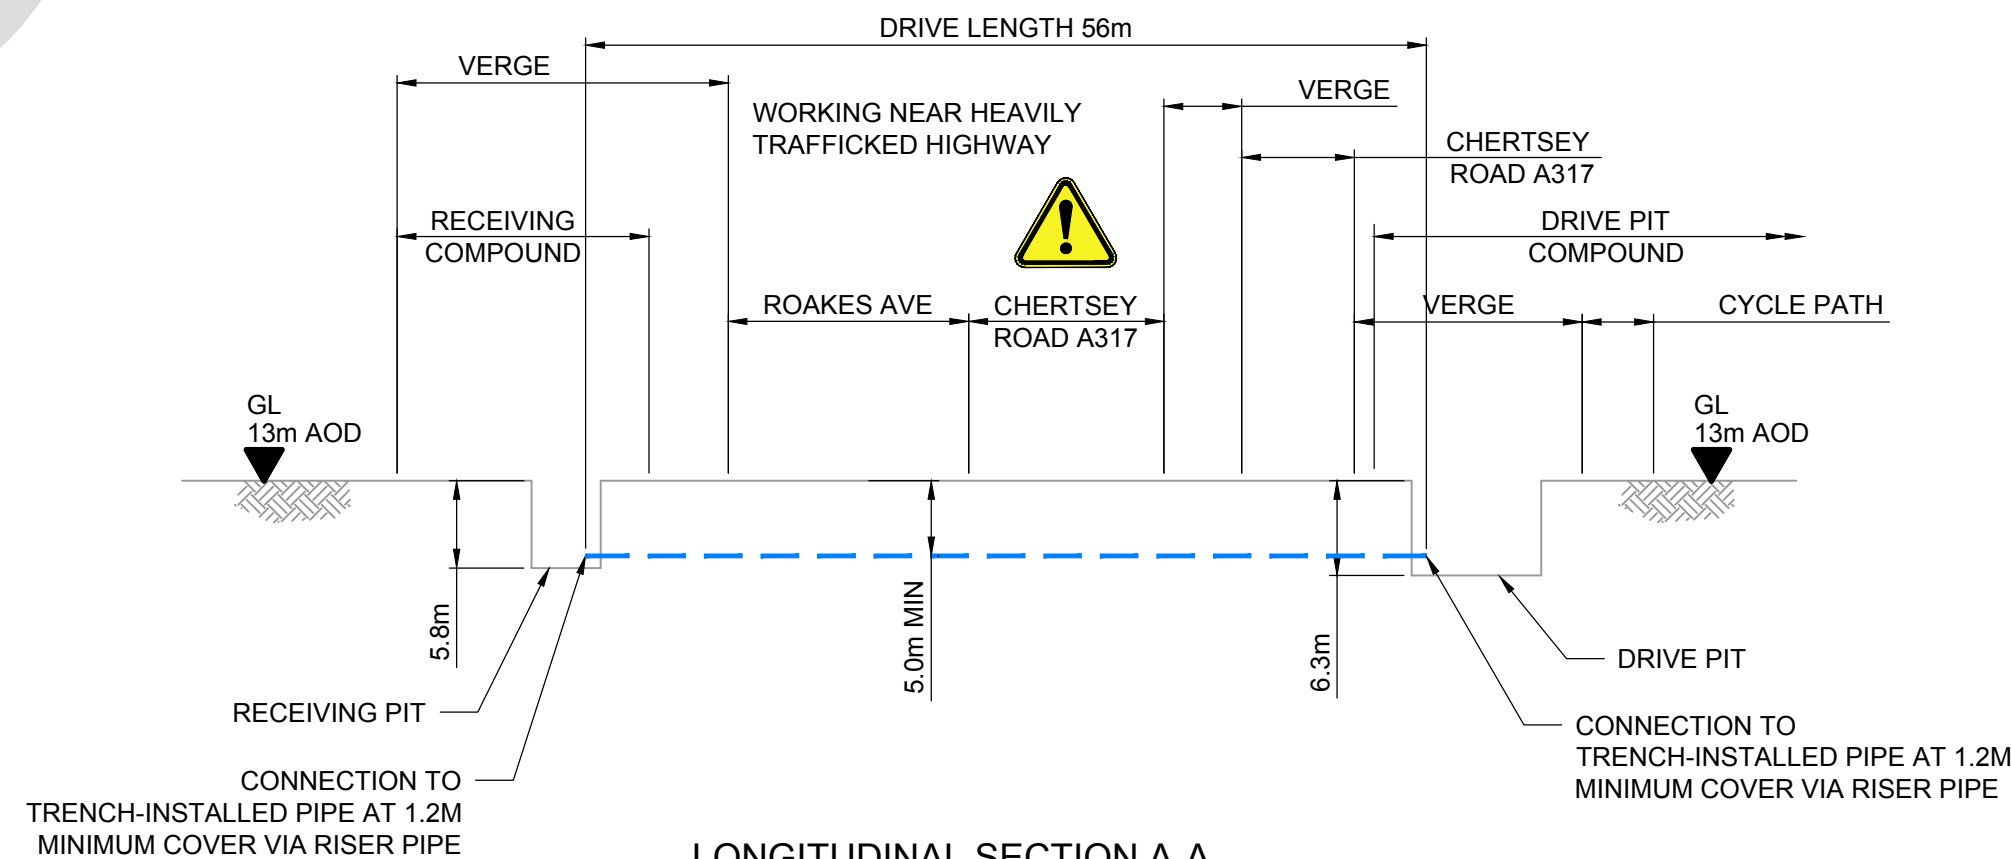 DRIVE LENGTH 56m
VERGE
WORKING NEAR HEAVILY
TRAFFICKED HIGHWAY
VERGE
CHERTSEY
ROAD A317
RECEIVING
COMPOUND
DRIVE PIT
COMPOUND
ROAKES AVE
CHERTSEY
ROAD A317
VERGE
CYCLE PATH
GL
13m AOD
GL
13m AOD
5.8m
5.0m MIN
6.3m
RECEIVING PIT
DRIVE PIT
CONNECTION TO
TRENCH-INSTALLED PIPE AT 1.2M
MINIMUM COVER VIA RISER PIPE
CONNECTION TO
TRENCH-INSTALLED PIPE AT 1.2M
MINIMUM COVER VIA RISER PIPE
LONGITUDINAL SECTION A-A